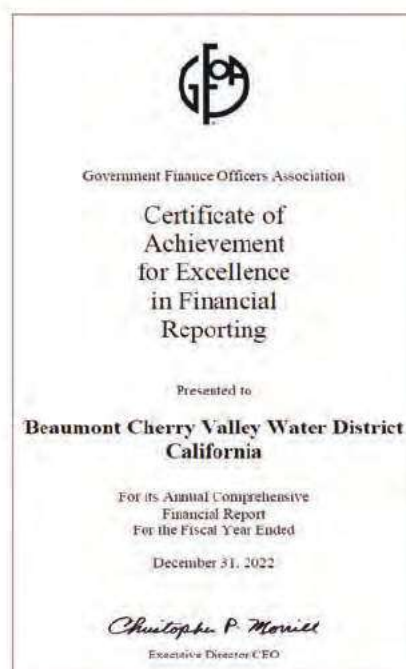 GFOA
Government Finance Officers Association
Certificate of
Achievement
for Excellence
in Financial
Reporting
Presented to
Beaumont Cherry Valley Water District
California
For its Annual Comprehensive
Financial Report
For the Fiscal Year Ended
December 31, 2022
Christopher P. Morrill
Executive Director/CEO